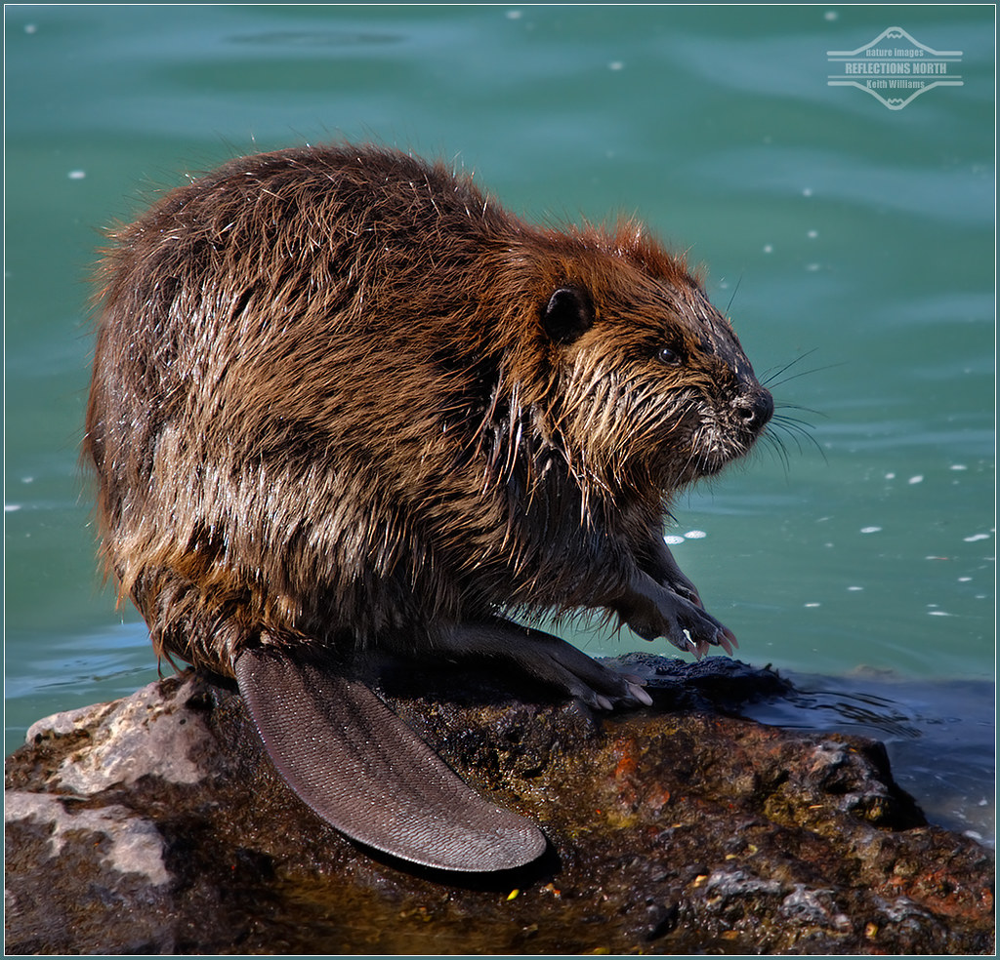 nature images
REFLECTIONS NORTH
Keith Williams